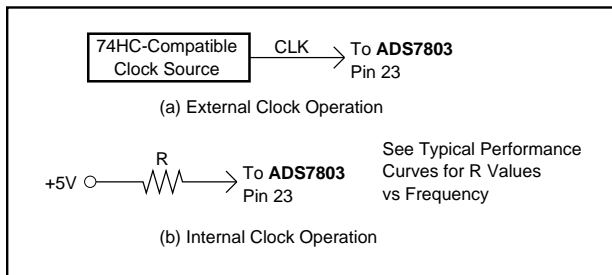 74HC-Compatible
Clock Source
CLK
To ADS7803
Pin 23
(a) External Clock Operation
+5V
R
To ADS7803
Pin 23
See Typical Performance
Curves for R Values
vs Frequency
(b) Internal Clock Operation